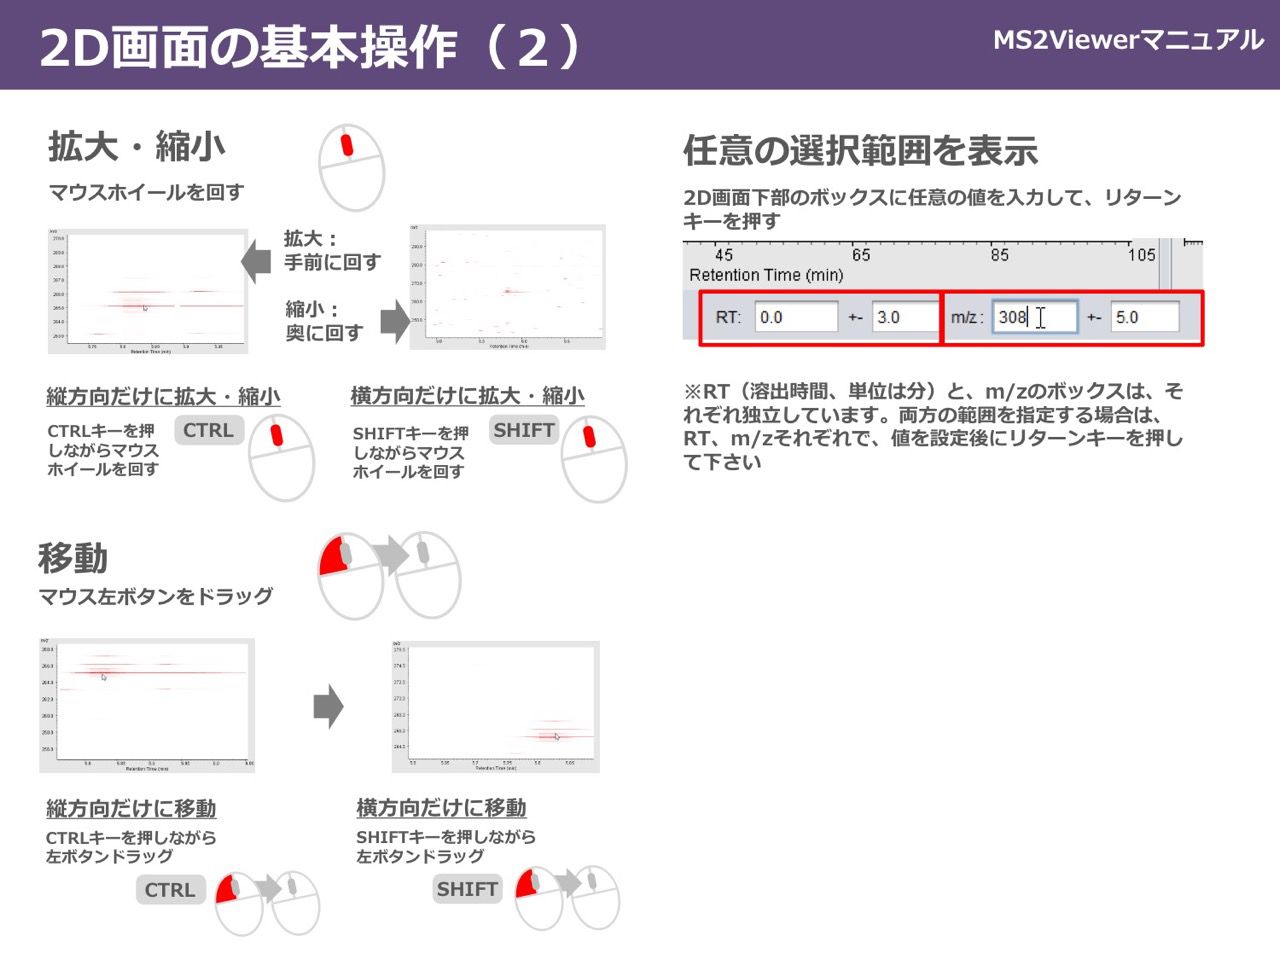 2D画面の基本操作（２）
MS2Viewerマニュアル
拡大・縮小
マウスホイールを回す
拡大：
手前に回す
縮小：
奥に回す
Retention Time (min)
Retention Time (min)
縦方向だけに拡大・縮小
CTRLキーを押
しながらマウス
ホイールを回す
CTRL
横方向だけに拡大・縮小
SHIFTキーを押
しながらマウス
ホイールを回す
SHIFT
移動
マウス左ボタンをドラッグ
Retention Time (min)
Retention Time (min)
縦方向だけに移動
CTRLキーを押しながら
左ボタンドラッグ
CTRL
横方向だけに移動
SHIFTキーを押しながら
左ボタンドラッグ
SHIFT
任意の選択範囲を表示
2D画面下部のボックスに任意の値を入力して、リターン
キーを押す
45 65 85 105
Retention Time (min)
RT: 0.0 +- 3.0 m/z: 308 +- 5.0
※RT（溶出時間、単位は分）と、m/zのボックスは、そ
れぞれ独立しています。両方の範囲を指定する場合は、
RT、m/zそれぞれで、値を設定後にリターンキーを押し
て下さい